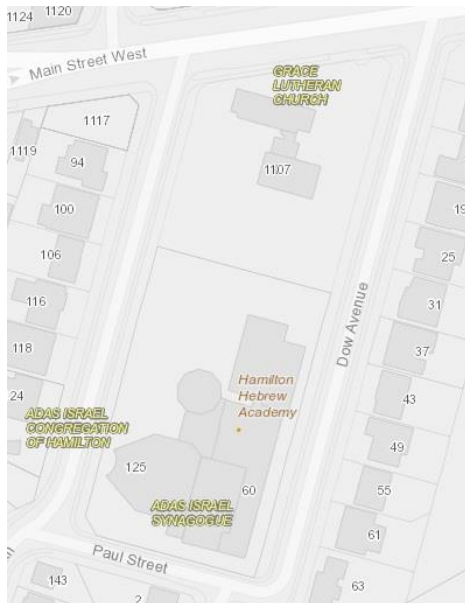 1124
1120
Main Street West
GRACE
LUTHERAN
CHURCH
1117
1119
94
1107
100
19
106
25
116
31
Dow Avenue
118
37
Hamilton
Hebrew
Academy
24
43
ADAS ISRAEL
CONGREGATION
OF HAMILTON
49
125
60
55
ADAS ISRAEL
SYNAGOGUE
61
Paul Street
143
2
63